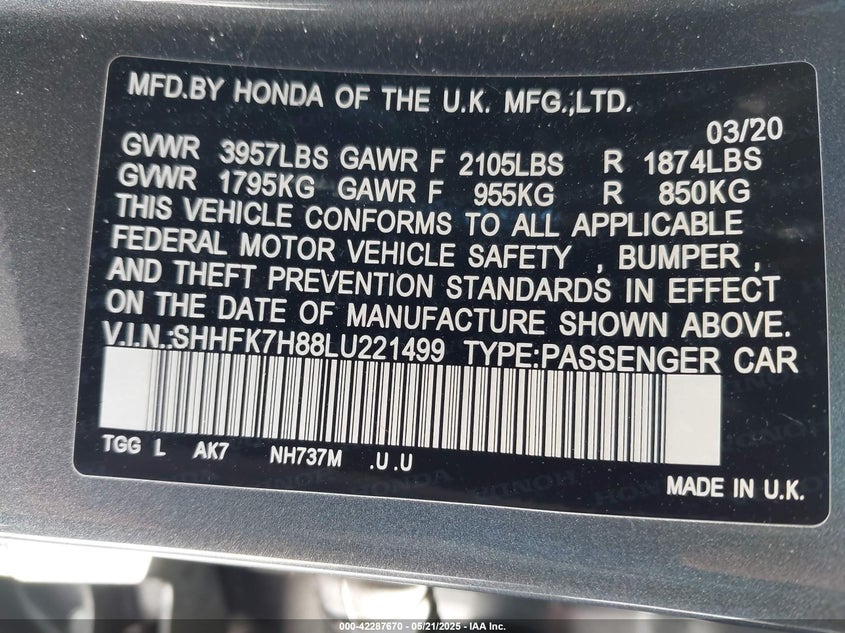 MFD.BY HONDA OF THE U.K. MFG.,LTD.
03/'20
GVWR 3957LBS GAWR F 2105LBS R 1874LBS
GVWR 1795KG GAWR F 955KG R 850KG
THIS VEHICLE CONFORMS TO ALL APPLICABLE
FEDERAL MOTOR VEHICLE SAFETY , BUMPER ,
AND THEFT PREVENTION STANDARDS IN EFFECT
ON THE DATE OF MANUFACTURE SHOWN ABOVE.
V.I.N.:SHHFK7H88LU221499 TYPE:PASSENGER CAR
TGG L AK7 NH737M .U.U
MADE IN U.K.
000-42287670 - 05/21/2025 - IAA Inc.